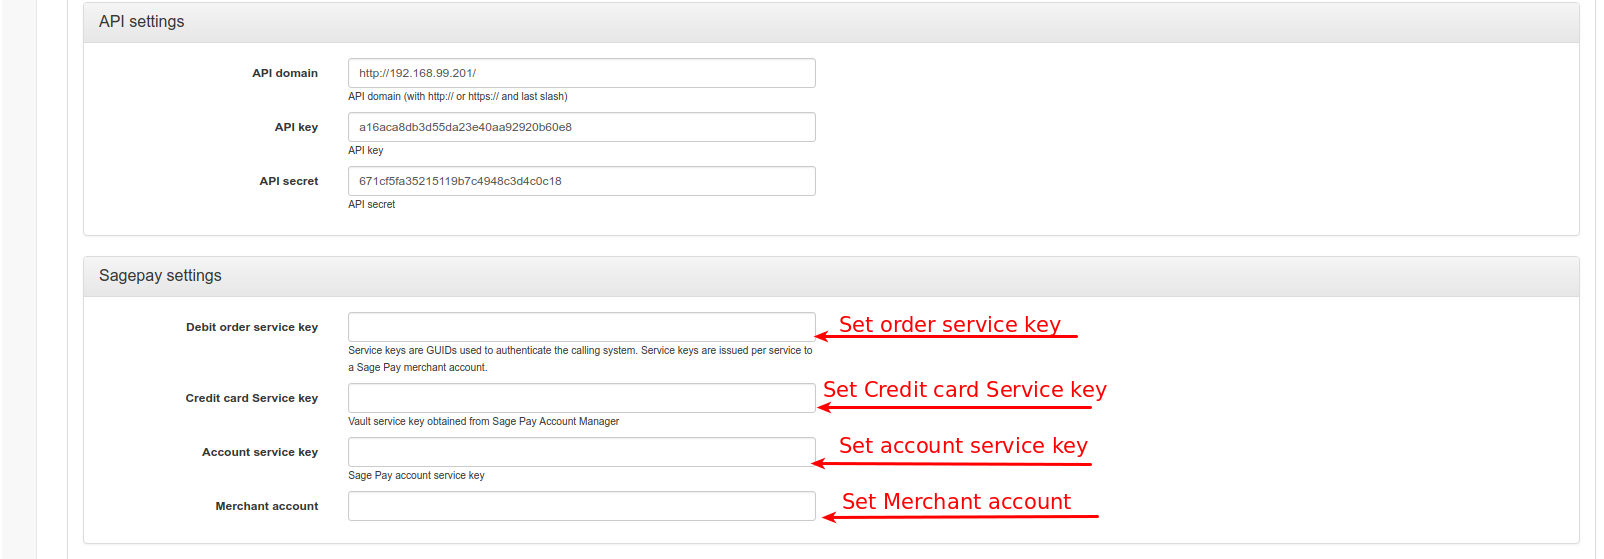 API settings
API domain
http://192.168.99.201/
API domain (with http:// or https:// and last slash)
API key
a16aca8db3d55da23e40aa92920b60e8
API key
API secret
671cf5fa35215119b7c4948c3d4c0c18
API secret
Sagepay settings
Debit order service key
Set order service key
Service keys are GUIDs used to authenticate the calling system. Service keys are issued per service to
a Sage Pay merchant account.
Credit card Service key
Set Credit card Service key
Vault service key obtained from Sage Pay Account Manager
Account service key
Set account service key
Sage Pay account service key
Merchant account
Set Merchant account